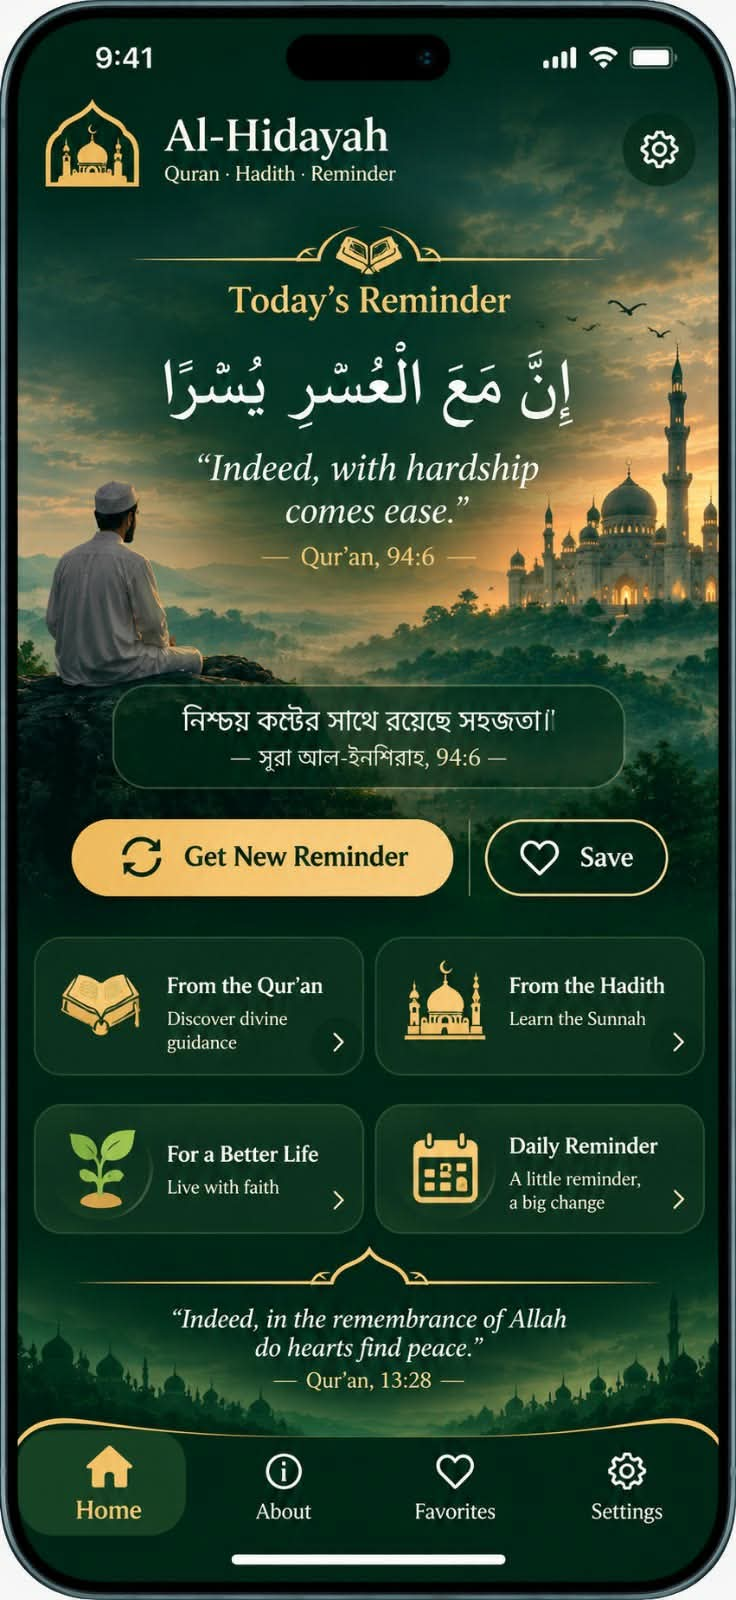 9:41
Al-Hidayah
Quran · Hadith · Reminder
Today's Reminder
إِنَّ مَعَ الْعُسْرِ يُسْرًا
“Indeed, with hardship
comes ease.”
— Qur'an, 94:6 —
নিশ্চয় কষ্টের সাথে রয়েছে সহজতা।
— সূরা আল-ইনশিরাহ, 94:6 —
Get New Reminder
Save
From the Qur'an
Discover divine
guidance
From the Hadith
Learn the Sunnah
For a Better Life
Live with faith
Daily Reminder
A little reminder,
a big change
“Indeed, in the remembrance of Allah
do hearts find peace.”
— Qur'an, 13:28 —
Home
About
Favorites
Settings